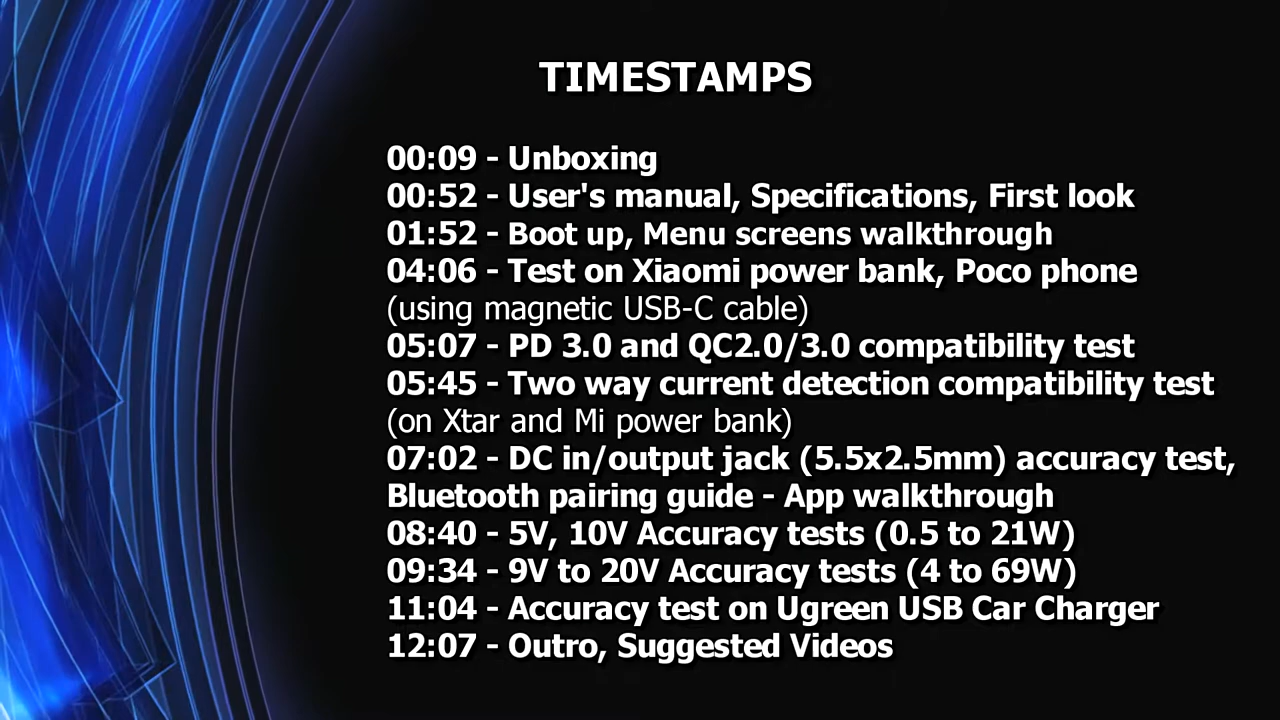 TIMESTAMPS
00:09 - Unboxing
00:52 - User's manual, Specifications, First look
01:52 - Boot up, Menu screens walkthrough
04:06 - Test on Xiaomi power bank, Poco phone
(using magnetic USB-C cable)
05:07 - PD 3.0 and QC2.0/3.0 compatibility test
05:45 - Two way current detection compatibility test
(on Xtar and Mi power bank)
07:02 - DC in/output jack (5.5x2.5mm) accuracy test,
Bluetooth pairing guide - App walkthrough
08:40 - 5V, 10V Accuracy tests (0.5 to 21W)
09:34 - 9V to 20V Accuracy tests (4 to 69W)
11:04 - Accuracy test on Ugreen USB Car Charger
12:07 - Outro, Suggested Videos